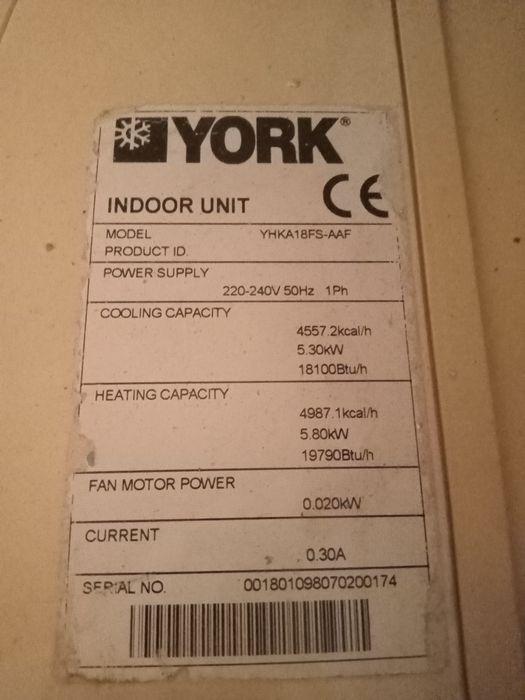 YORK®
INDOOR UNIT CE
MODEL YHKA18FS-AAF
PRODUCT ID.
POWER SUPPLY
220-240V 50Hz 1Ph
COOLING CAPACITY
4557.2kcal/h
5.30kW
18100Btu/h
HEATING CAPACITY
4987.1kcal/h
5.80kW
19790Btu/h
FAN MOTOR POWER
0.020kW
CURRENT
0.30A
SERIAL NO. 001801098070200174